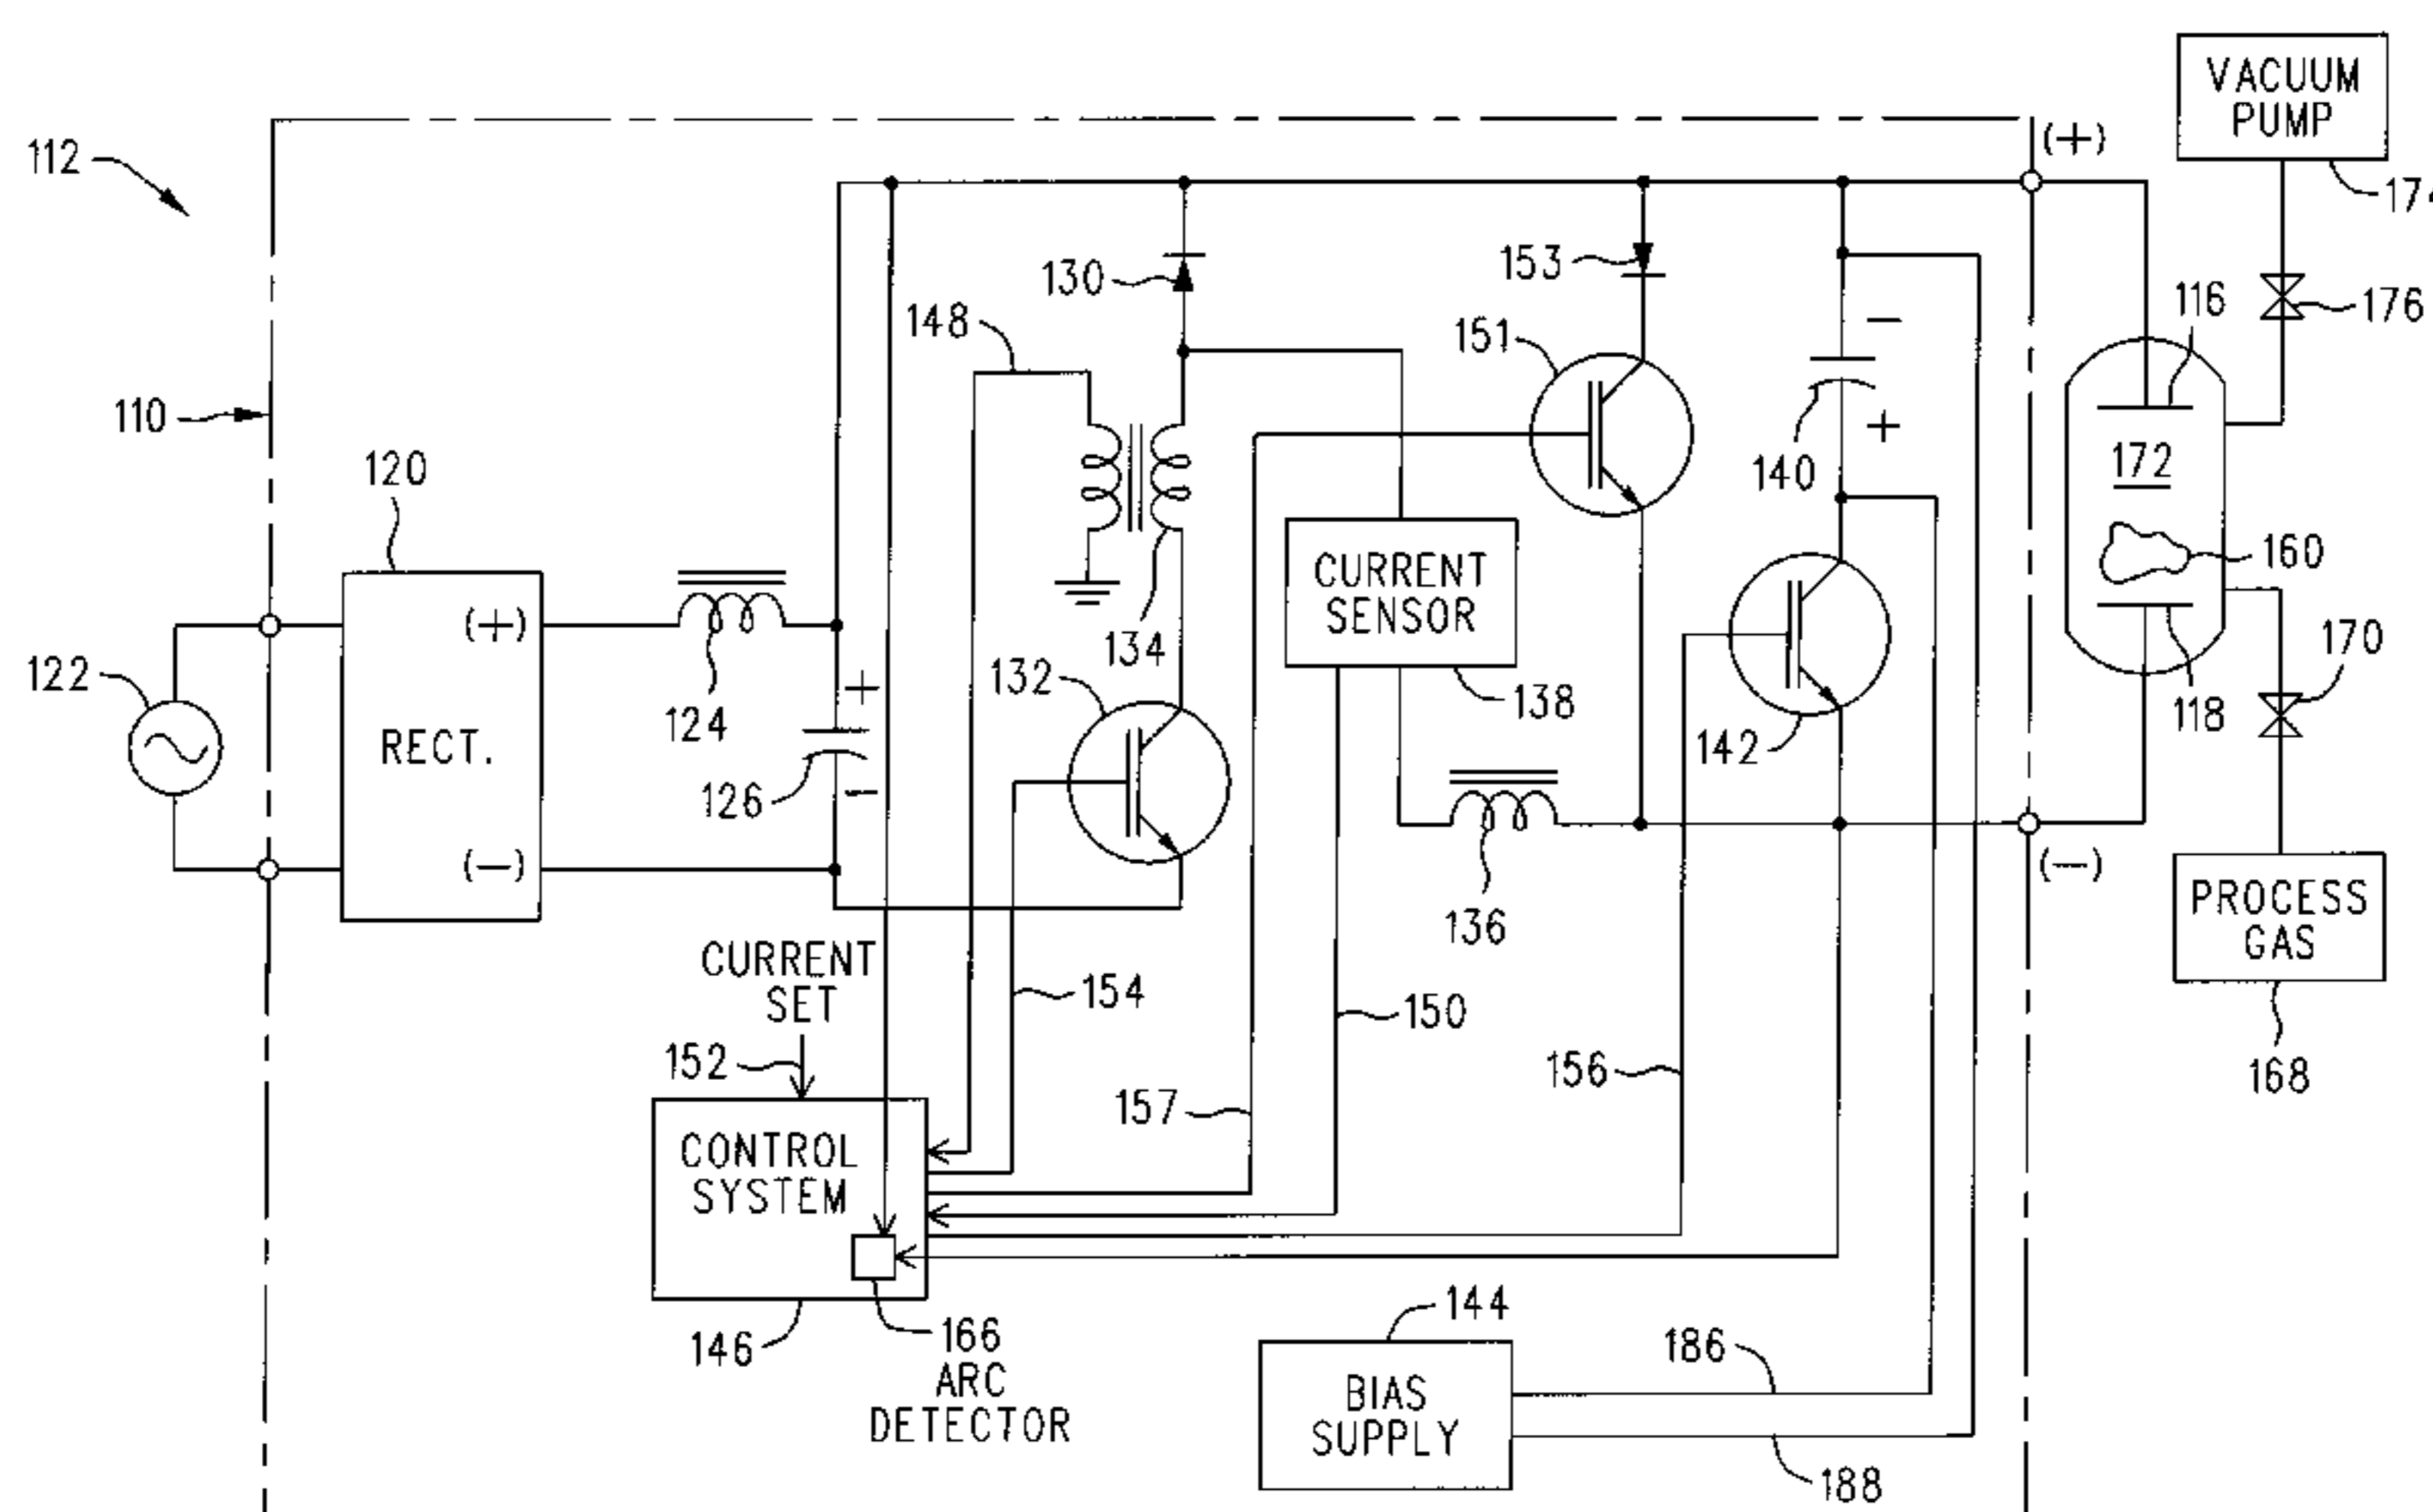 VACUUM
PUMP
(+)
112
174
153
130
116
176
148
151
110
120
140
172
160
CURRENT
SENSOR
(+)
122
134
132
170
124
138
118
142
RECT.
126
(−)
(−)
136
PROCESS
GAS
CURRENT
SET
154
150
152
156
168
157
CONTROL
SYSTEM
144
146
166
ARC
DETECTOR
186
BIAS
SUPPLY
188